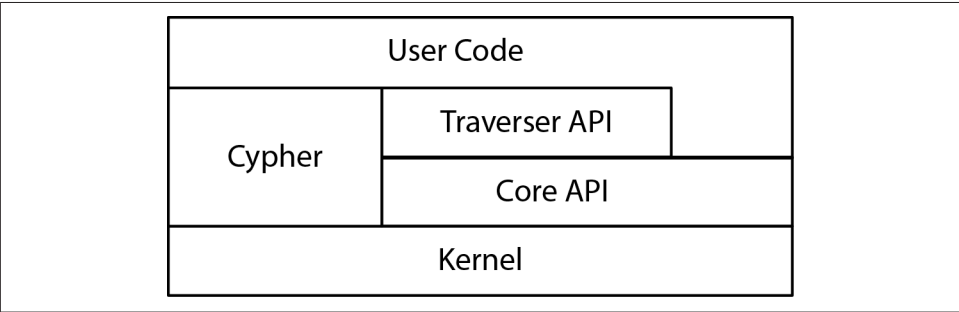 User Code
Traverser API
Cypher
Core API
Kernel